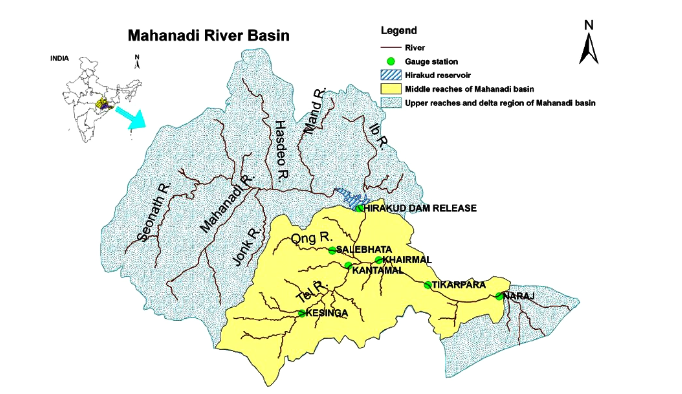 Mahanadi River Basin
INDIA
N
N
Legend
River
Gauge station
Hirakud reservoir
Middle reaches of Mahanadi basin
Upper reaches and delta region of Mahanadi basin
Seonath R.
Mahanadi R.
Hasdeo R.
Mand R.
Ib R.
Jonk R.
HIRAKUD DAM RELEASE
Ong R.
SALEBHATA
KHAIRMAL
KANTAMAL
TIKARPARA
Tel R.
NARAJ
KESINGA